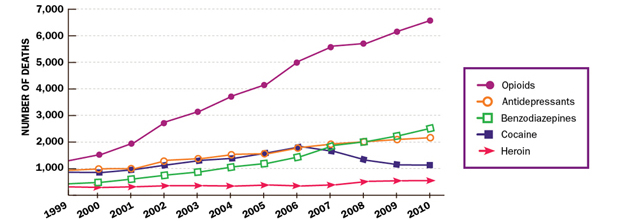 7,000
6,000
5,000
4,000
3,000
2,000
1,000
NUMBER OF DEATHS
1999 2000 2001 2002 2003 2004 2005 2006 2007 2008 2009 2010
Opioids
Antidepressants
Benzodiazepines
Cocaine
Heroin